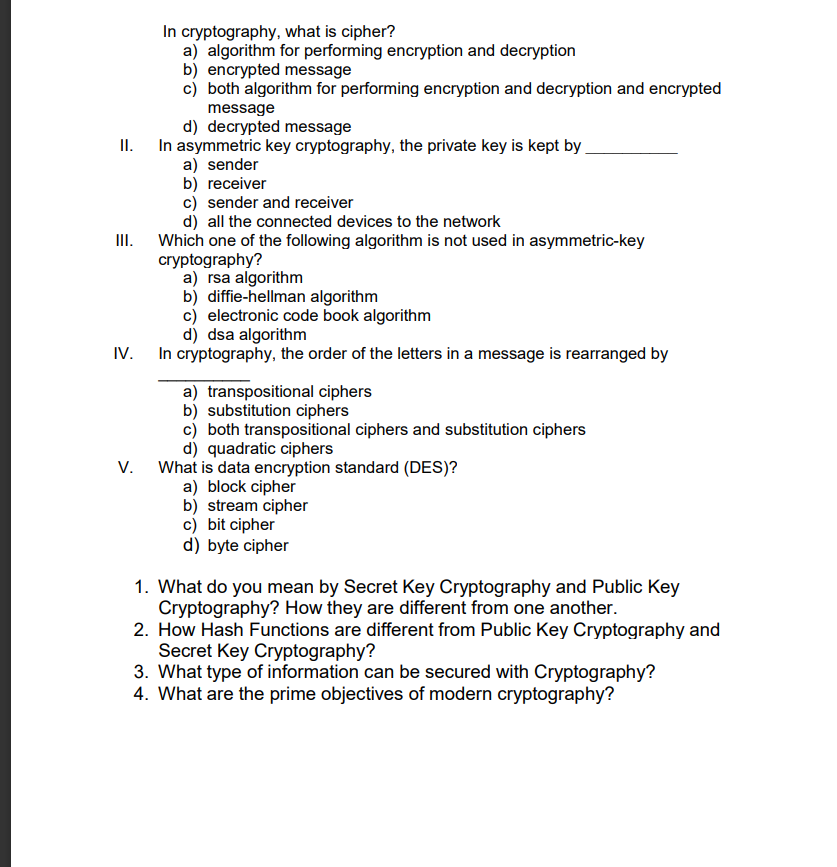 In cryptography, what is cipher?
a) algorithm for performing encryption and decryption
b) encrypted message
c) both algorithm for performing encryption and decryption and encrypted
message
d) decrypted message
II. In asymmetric key cryptography, the private key is kept by __________
a) sender
b) receiver
c) sender and receiver
d) all the connected devices to the network
III. Which one of the following algorithm is not used in asymmetric-key
cryptography?
a) rsa algorithm
b) diffie-hellman algorithm
c) electronic code book algorithm
d) dsa algorithm
IV. In cryptography, the order of the letters in a message is rearranged by
__________
a) transpositional ciphers
b) substitution ciphers
c) both transpositional ciphers and substitution ciphers
d) quadratic ciphers
V. What is data encryption standard (DES)?
a) block cipher
b) stream cipher
c) bit cipher
d) byte cipher
1. What do you mean by Secret Key Cryptography and Public Key
Cryptography? How they are different from one another.
2. How Hash Functions are different from Public Key Cryptography and
Secret Key Cryptography?
3. What type of information can be secured with Cryptography?
4. What are the prime objectives of modern cryptography?